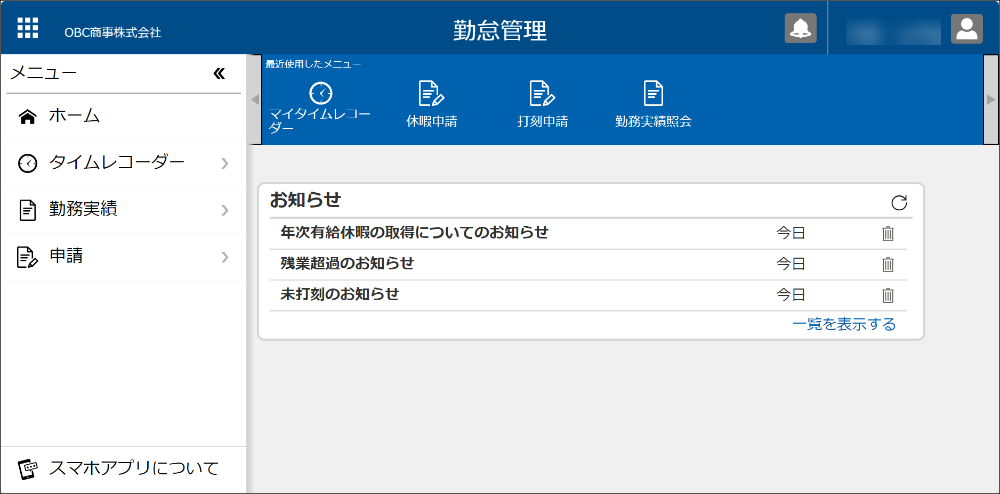 OBC商事株式会社
勤怠管理
メニュー
ホーム
タイムレコーダー
勤務実績
申請
スマホアプリについて
最近使用したメニュー
マイタイムレコー
ダー
休暇申請
打刻申請
勤務実績照会
お知らせ
年次有給休暇の取得についてのお知らせ 今日
残業超過のお知らせ 今日
未打刻のお知らせ 今日
一覧を表示する